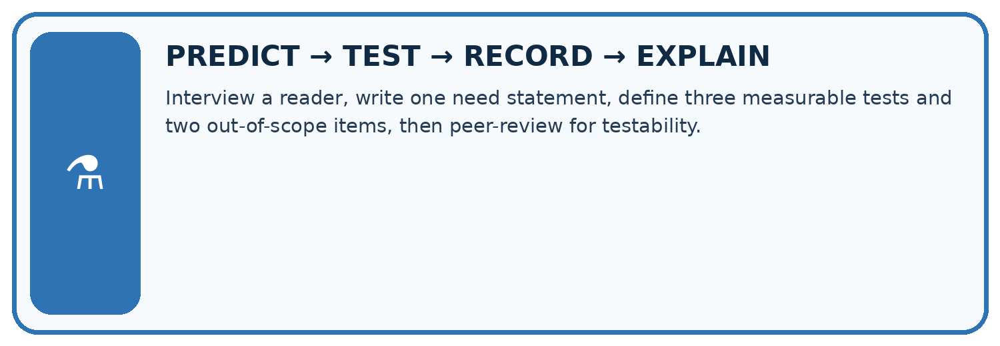 PREDICT → TEST → RECORD → EXPLAIN
Interview a reader, write one need statement, define three measurable tests and
two out-of-scope items, then peer-review for testability.